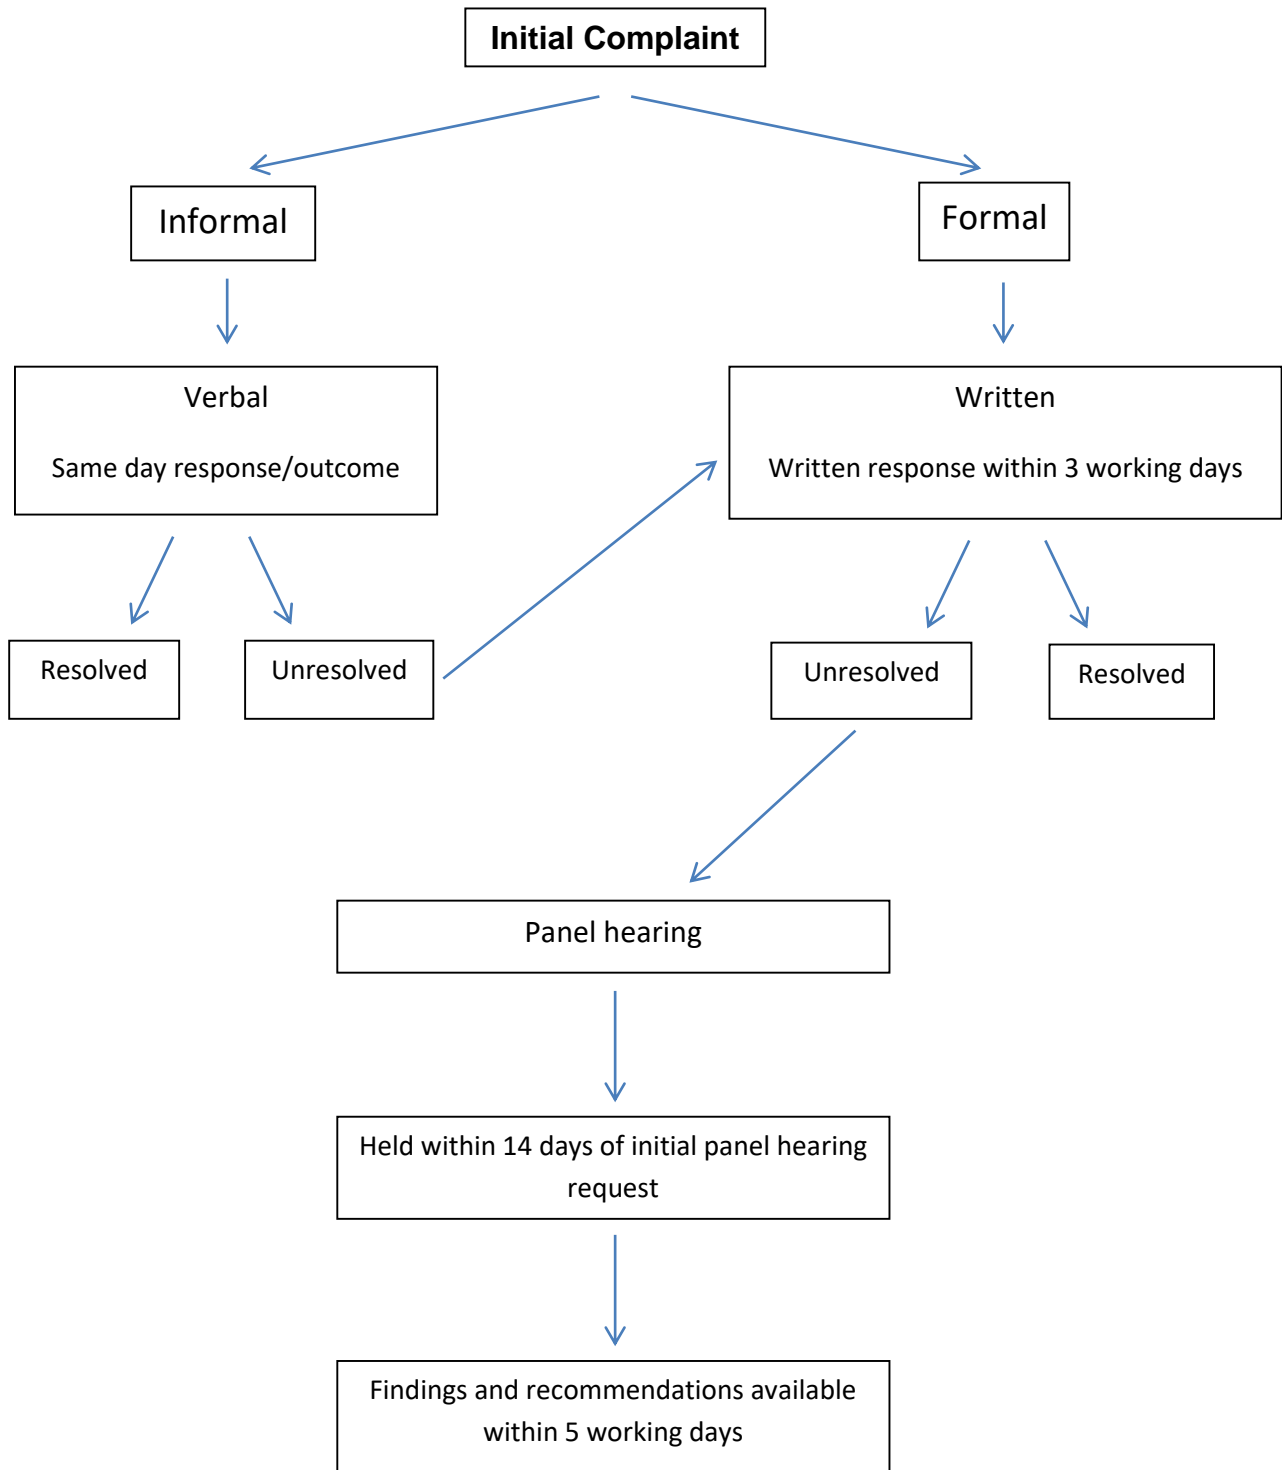 Initial Complaint
Informal
Formal
Verbal
Same day response/outcome
Written
Written response within 3 working days
Resolved
Unresolved
Unresolved
Resolved
Panel hearing
Held within 14 days of initial panel hearing
request
Findings and recommendations available
within 5 working days